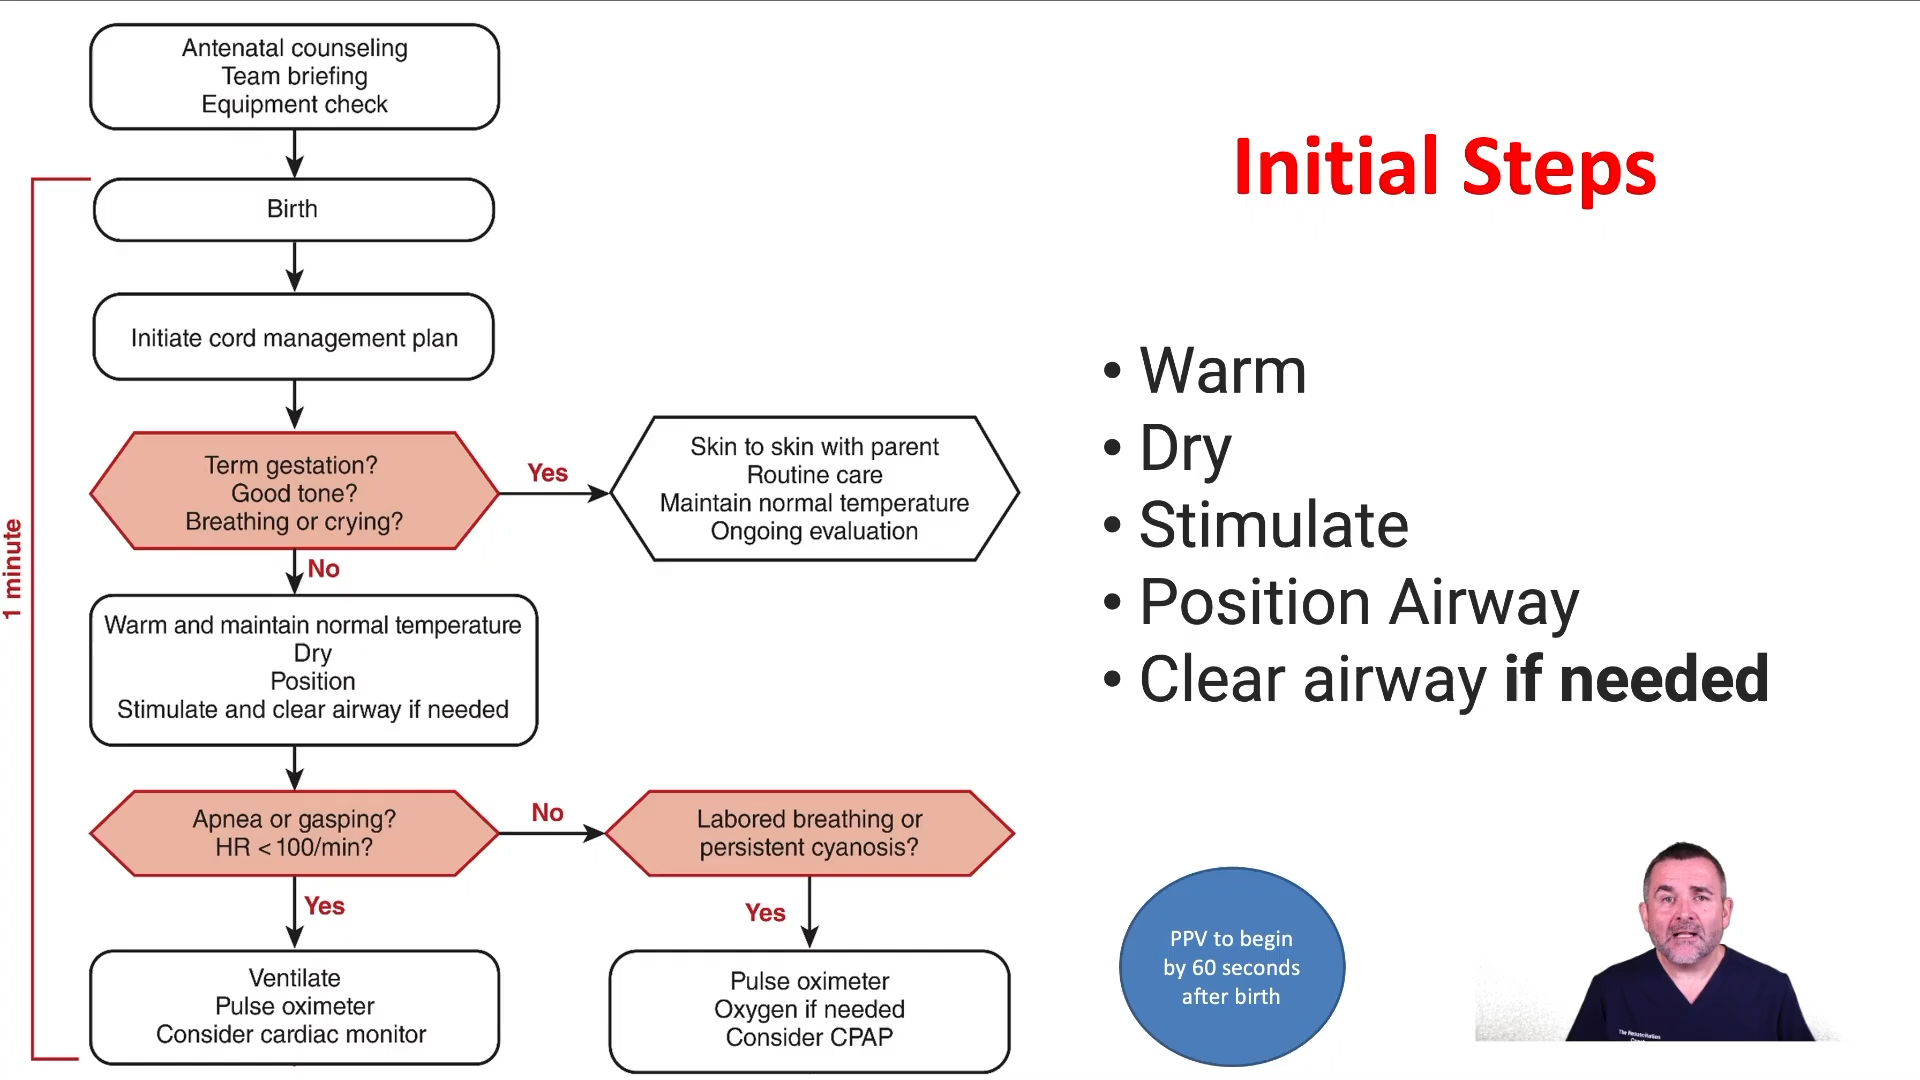 Antenatal counseling
Team briefing
Equipment check
Birth
Initiate cord management plan
Term gestation?
Good tone?
Breathing or crying?
Yes
Skin to skin with parent
Routine care
Maintain normal temperature
Ongoing evaluation
No
1 minute
Warm and maintain normal temperature
Dry
Position
Stimulate and clear airway if needed
Apnea or gasping?
HR < 100/min?
No
Labored breathing or
persistent cyanosis?
Yes
Yes
Ventilate
Pulse oximeter
Consider cardiac monitor
Pulse oximeter
Oxygen if needed
Consider CPAP
Initial Steps
• Warm
• Dry
• Stimulate
• Position Airway
• Clear airway if needed
PPV to begin
by 60 seconds
after birth
The Resuscitation